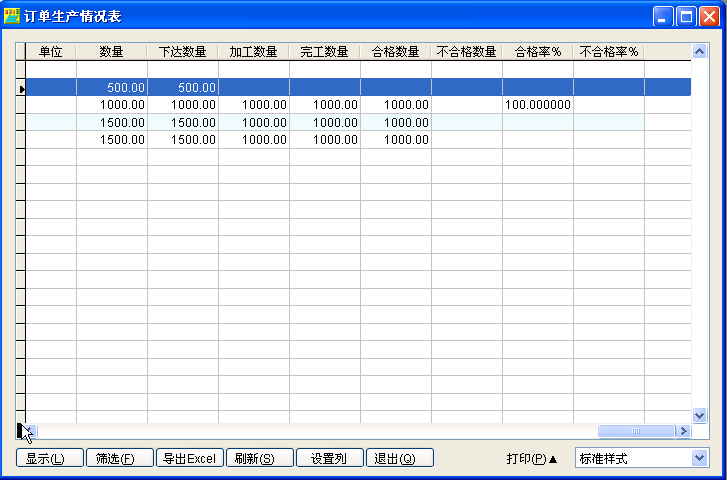 订单生产情况表
单位 数量 下达数量 加工数量 完工数量 合格数量 不合格数量 合格率% 不合格率%
500.00 500.00
1000.00 1000.00 1000.00 1000.00 1000.00 100.000000
1500.00 1500.00 1000.00 1000.00 1000.00
1500.00 1500.00 1000.00 1000.00 1000.00
显示(L) 筛选(F) 导出Excel 刷新(S) 设置列 退出(Q) 打印(P)▲ 标准样式